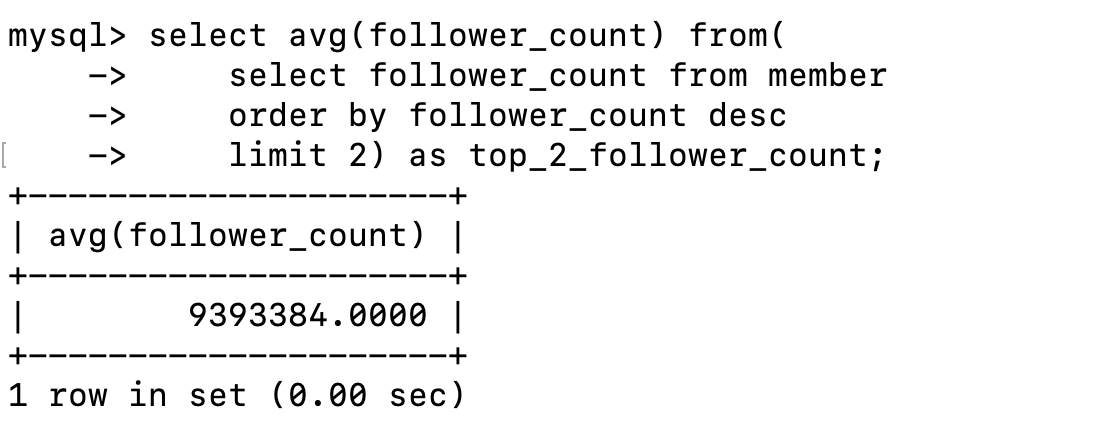 mysql> select avg(follower_count) from(
    ->     select follower_count from member
    ->     order by follower_count desc
[    ->     limit 2) as top_2_follower_count;
+---------------------+
| avg(follower_count) |
+---------------------+
|        9393384.0000 |
+---------------------+
1 row in set (0.00 sec)